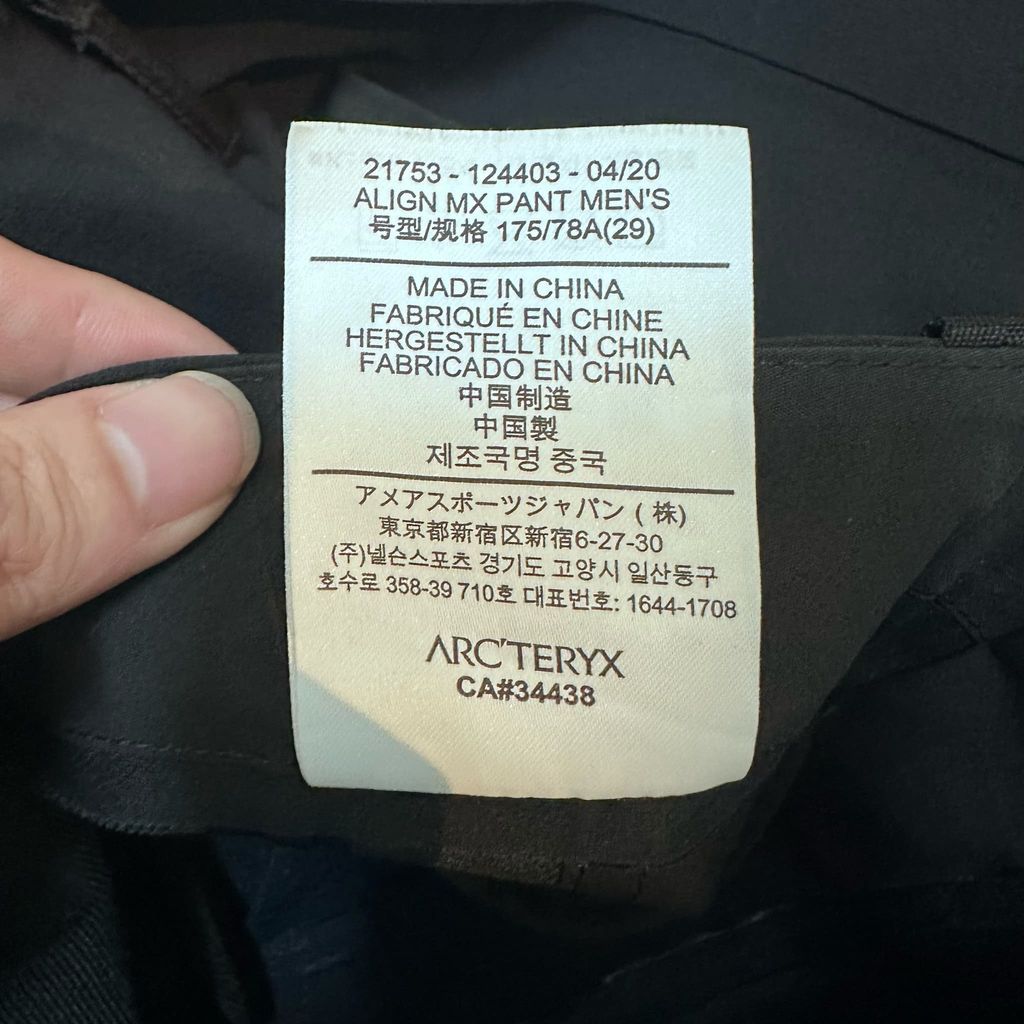 21753 - 124403 - 04/20
ALIGN MX PANT MEN'S
号型/规格 175/78A(29)
MADE IN CHINA
FABRIQUÉ EN CHINE
HERGESTELLT IN CHINA
FABRICADO EN CHINA
中国制造
中国製
제조국명 중국
アメアスポーツジャパン ( 株)
東京都新宿区新宿6-27-30
(주)넬슨스포츠 경기도 고양시 일산동구
호수로 358-39 710호 대표번호: 1644-1708
ARC'TERYX
CA#34438